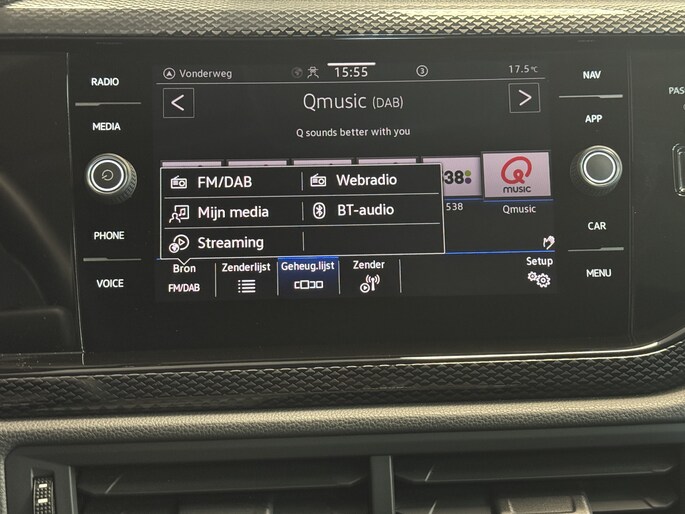 RADIO
MEDIA
PHONE
VOICE
Vonderweg
15:55
3
17.5°C
Qmusic (DAB)
Q sounds better with you
FM/DAB
Webradio
Mijn media
BT-audio
Streaming
38
538
Q
music
Qmusic
Bron
FM/DAB
Zenderlijst
Geheug.lijst
Zender
Setup
NAV
APP
CAR
MENU